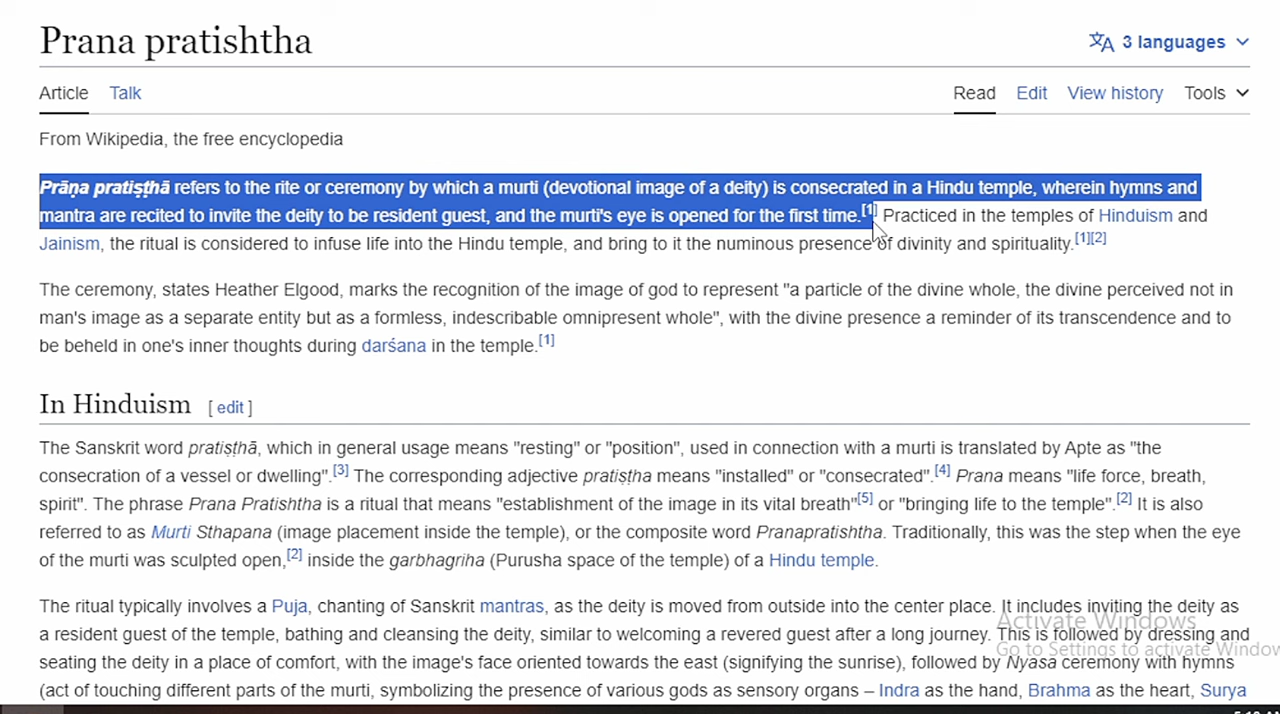 Prana pratishtha
3 languages
Article Talk Read Edit View history Tools
From Wikipedia, the free encyclopedia
Prāṇa pratiṣṭhā refers to the rite or ceremony by which a murti (devotional image of a deity) is consecrated in a Hindu temple, wherein hymns and
mantra are recited to invite the deity to be resident guest, and the murti's eye is opened for the first time.[1] Practiced in the temples of Hinduism and
Jainism, the ritual is considered to infuse life into the Hindu temple, and bring to it the numinous presence of divinity and spirituality.[1][2]
The ceremony, states Heather Elgood, marks the recognition of the image of god to represent "a particle of the divine whole, the divine perceived not in
man's image as a separate entity but as a formless, indescribable omnipresent whole", with the divine presence a reminder of its transcendence and to
be beheld in one's inner thoughts during darśana in the temple.[1]
In Hinduism [ edit ]
The Sanskrit word pratiṣṭhā, which in general usage means "resting" or "position", used in connection with a murti is translated by Apte as "the
consecration of a vessel or dwelling".[3] The corresponding adjective pratiṣṭha means "installed" or "consecrated".[4] Prana means "life force, breath,
spirit". The phrase Prana Pratishtha is a ritual that means "establishment of the image in its vital breath"[5] or "bringing life to the temple".[2] It is also
referred to as Murti Sthapana (image placement inside the temple), or the composite word Pranapratishtha. Traditionally, this was the step when the eye
of the murti was sculpted open,[2] inside the garbhagriha (Purusha space of the temple) of a Hindu temple.
The ritual typically involves a Puja, chanting of Sanskrit mantras, as the deity is moved from outside into the center place. It includes inviting the deity as
a resident guest of the temple, bathing and cleansing the deity, similar to welcoming a revered guest after a long journey. This is followed by dressing and
seating the deity in a place of comfort, with the image's face oriented towards the east (signifying the sunrise), followed by Nyasa ceremony with hymns
(act of touching different parts of the murti, symbolizing the presence of various gods as sensory organs – Indra as the hand, Brahma as the heart, Surya
Activate Windows
Go to Settings to activate Window